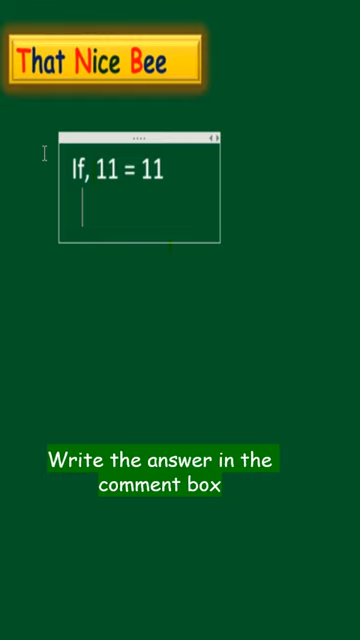 That Nice Bee
If, 11 = 11
Write the answer in the
comment box